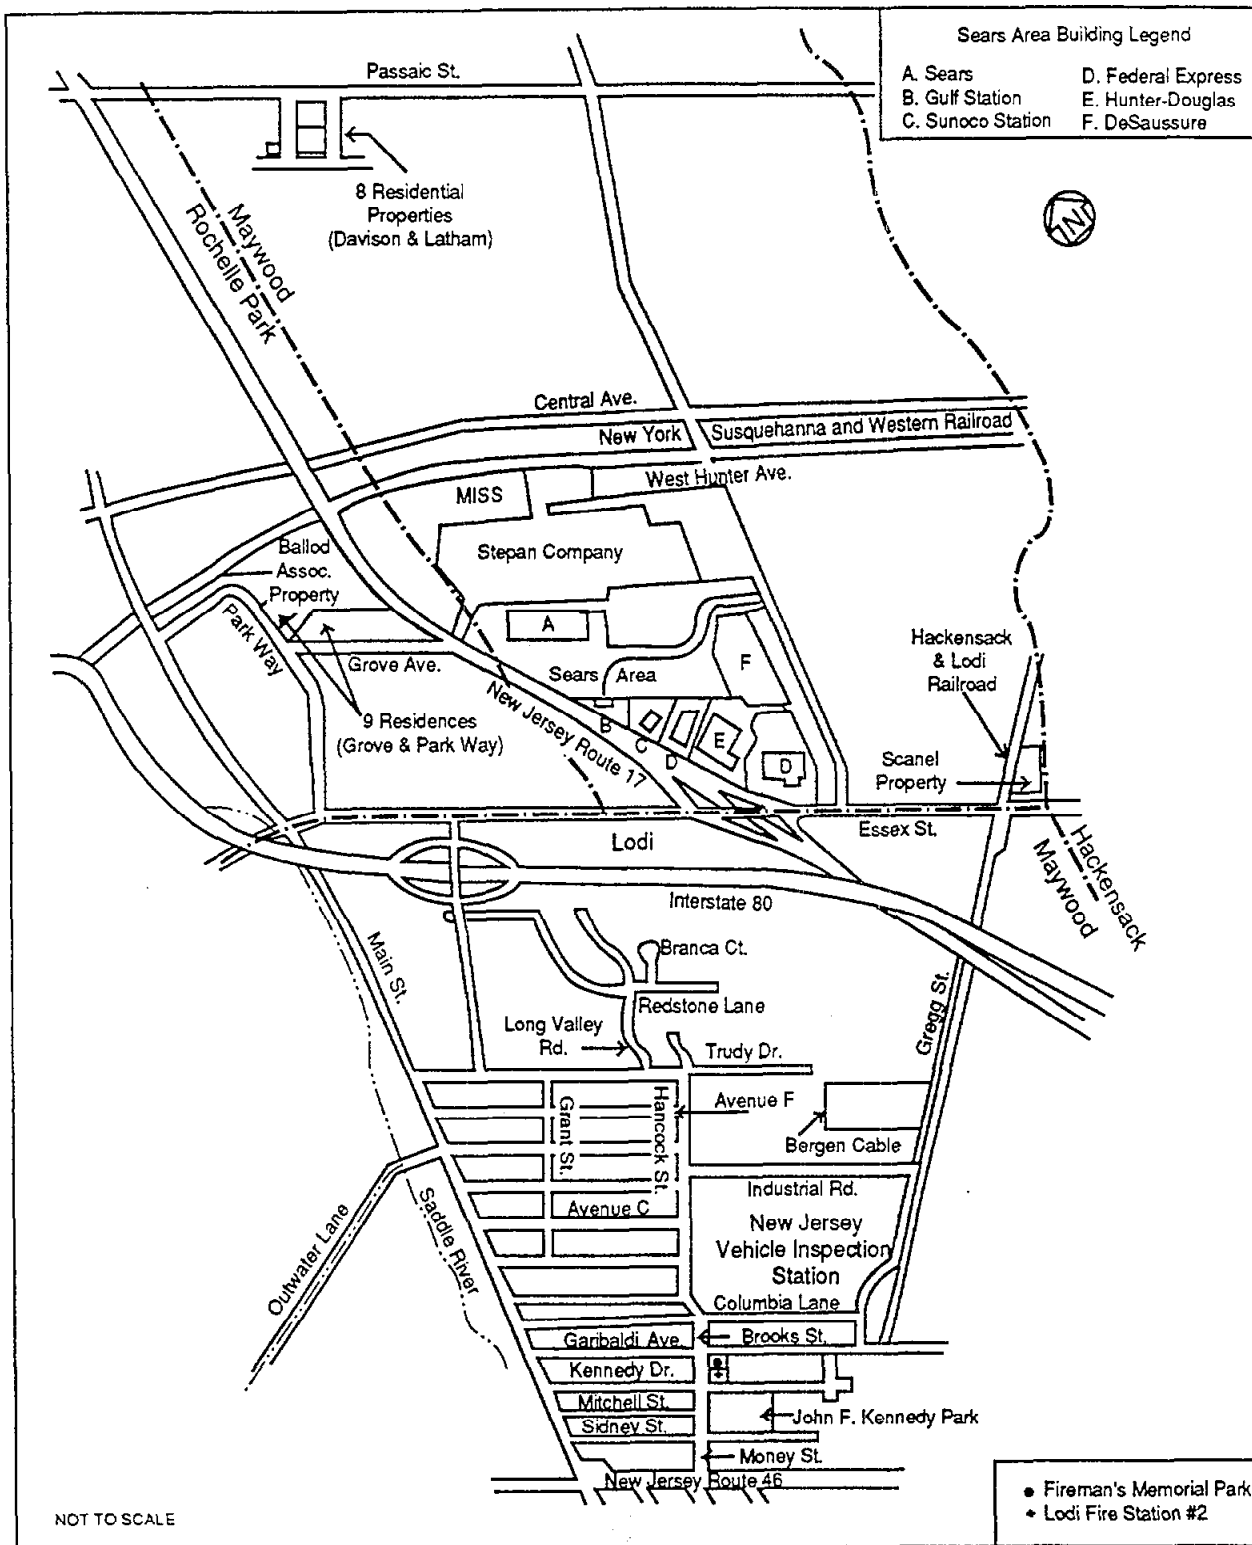 Sears Area Building Legend
A. Sears
B. Gulf Station
C. Sunoco Station
D. Federal Express
E. Hunter-Douglas
F. DeSaussure
Passaic St.
8 Residential
Properties
(Davison & Latham)
N
Maywood
Rochelle Park
Central Ave.
New York
Susquehanna and Western Railroad
West Hunter Ave.
MISS
Stepan Company
Ballod
Assoc.
Property
Park Way
Grove Ave.
A
Sears Area
F
Hackensack
& Lodi
Railroad
9 Residences
(Grove & Park Way)
New Jersey Route 17
B
C
D
E
D
Scanel
Property
Essex St.
Lodi
Hackensack
Maywood
Interstate 80
Main St.
Branca Ct.
Redstone Lane
Long Valley
Rd.
Trudy Dr.
Gregg St.
Grant St.
Hancock St.
Avenue F
Bergen Cable
Industrial Rd.
Avenue C
New Jersey
Vehicle Inspection
Station
Outwater Lane
Saddle River
Columbia Lane
Garibaldi Ave.
Brooks St.
Kennedy Dr.
Mitchell St.
Sidney St.
John F. Kennedy Park
Money St.
New Jersey Route 46
NOT TO SCALE
● Fireman's Memorial Park
+ Lodi Fire Station #2